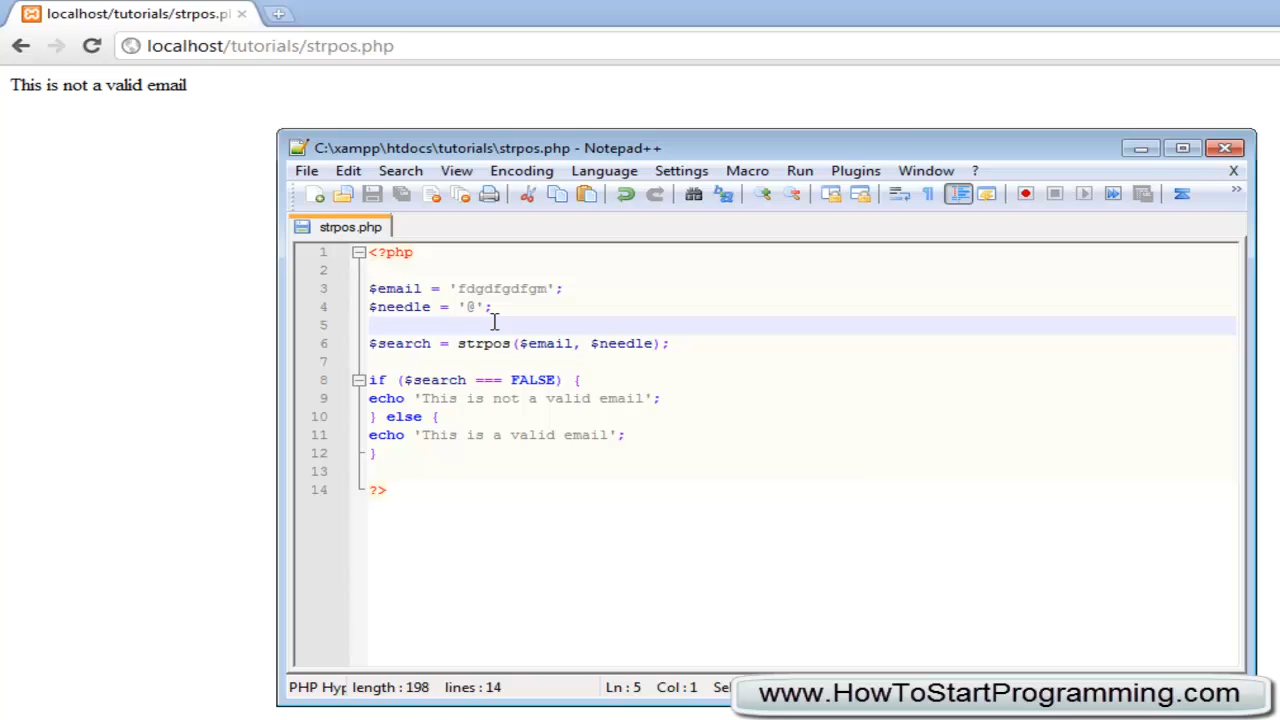 localhost/tutorials/strpos.pl
localhost/tutorials/strpos.php
This is not a valid email
C:\xampp\htdocs\tutorials\strpos.php - Notepad++
File Edit Search View Encoding Language Settings Macro Run Plugins Window ? X
strpos.php
1 <?php
2
3 $email = 'fdgdfgdfgm';
4 $needle = '@';
5
6 $search = strpos($email, $needle);
7
8 if ($search === FALSE) {
9 echo 'This is not a valid email';
10 } else {
11 echo 'This is a valid email';
12 }
13
14 ?>
PHP Hyp length : 198 lines : 14 Ln : 5 Col : 1 Sel
www.HowToStartProgramming.com